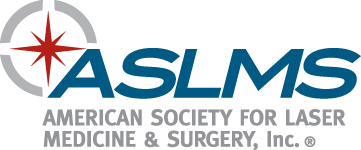 ASLMS
AMERICAN SOCIETY FOR LASER
MEDICINE & SURGERY, Inc. ®